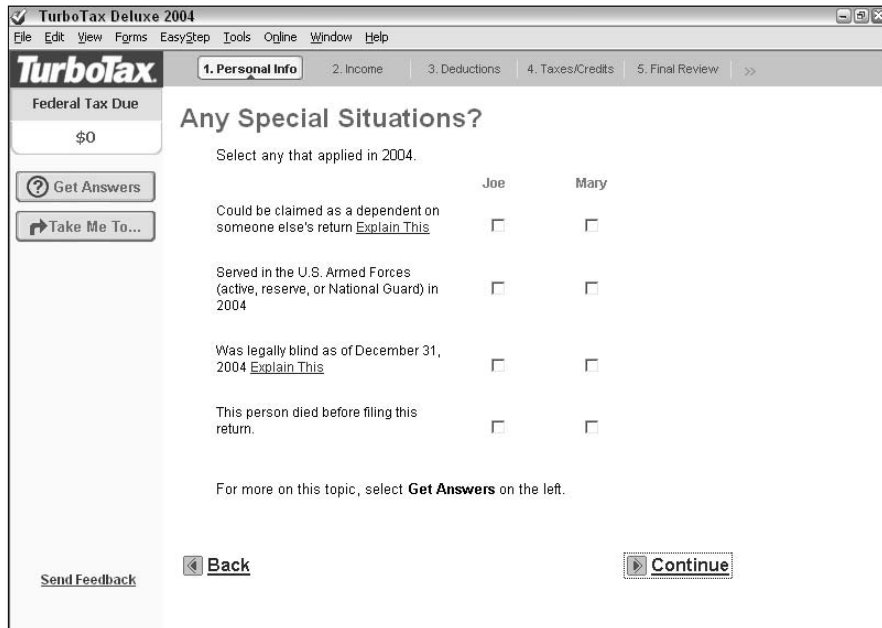 TurboTax Deluxe 2004
File Edit View Forms EasyStep Tools Online Window Help
TurboTax.
1. Personal Info 2. Income 3. Deductions 4. Taxes/Credits 5. Final Review >>
Federal Tax Due
$0
Get Answers
Take Me To...
Any Special Situations?
Select any that applied in 2004.
Joe Mary
Could be claimed as a dependent on
someone else's return Explain This
Served in the U.S. Armed Forces
(active, reserve, or National Guard) in
2004
Was legally blind as of December 31,
2004 Explain This
This person died before filing this
return.
For more on this topic, select Get Answers on the left.
Back Continue
Send Feedback